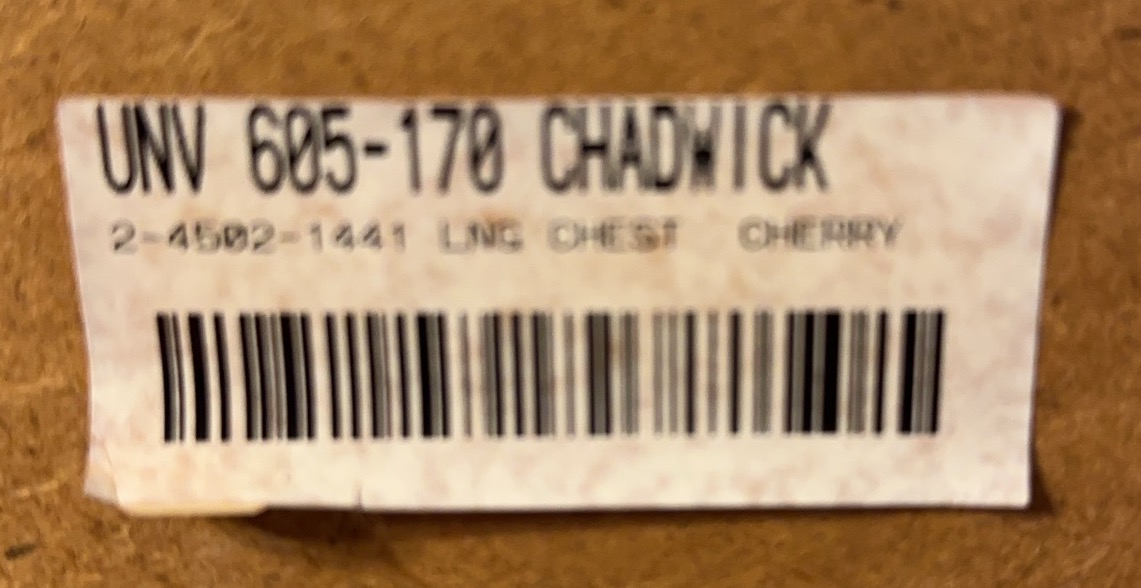 UNV 605-170 CHADWICK
2-4502-1441 LNG CHEST CHERRY